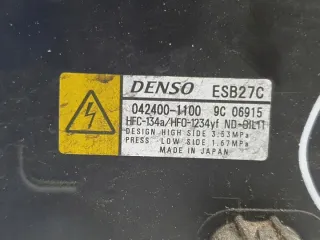 DENSO ESB27C
042400-1100 9C 06915
HFC-134a/HFO-1234yf ND-OIL11
DESIGN HIGH SIDE 3.53MPa
PRESS LOW SIDE 1.67MPa
MADE IN JAPAN